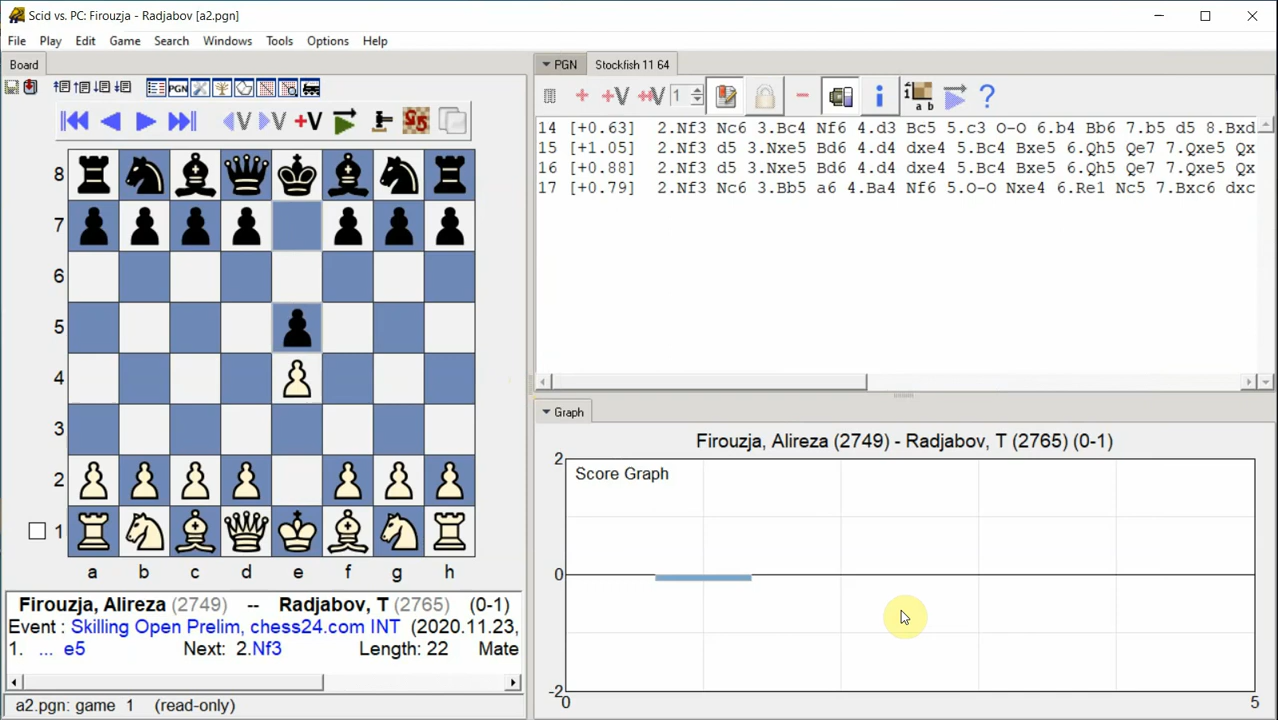 Scid vs. PC: Firouzja - Radjabov [a2.pgn]
File Play Edit Game Search Windows Tools Options Help
Board
PGN
8
7
6
5
4
3
2
1
a b c d e f g h
Firouzja, Alireza (2749) -- Radjabov, T (2765) (0-1)
Event : Skilling Open Prelim, chess24.com INT (2020.11.23,
1. ... e5 Next: 2.Nf3 Length: 22 Mate
a2.pgn: game 1 (read-only)
PGN Stockfish 11 64
+ +V 1 − i ?
14 [+0.63] 2.Nf3 Nc6 3.Bc4 Nf6 4.d3 Bc5 5.c3 O-O 6.b4 Bb6 7.b5 d5 8.Bxd
15 [+1.05] 2.Nf3 d5 3.Nxe5 Bd6 4.d4 dxe4 5.Bc4 Bxe5 6.Qh5 Qe7 7.Qxe5 Qx
16 [+0.88] 2.Nf3 d5 3.Nxe5 Bd6 4.d4 dxe4 5.Bc4 Bxe5 6.Qh5 Qe7 7.Qxe5 Qx
17 [+0.79] 2.Nf3 Nc6 3.Bb5 a6 4.Ba4 Nf6 5.O-O Nxe4 6.Re1 Nc5 7.Bxc6 dxc
Graph
Firouzja, Alireza (2749) - Radjabov, T (2765) (0-1)
2
Score Graph
0
-2
0 5